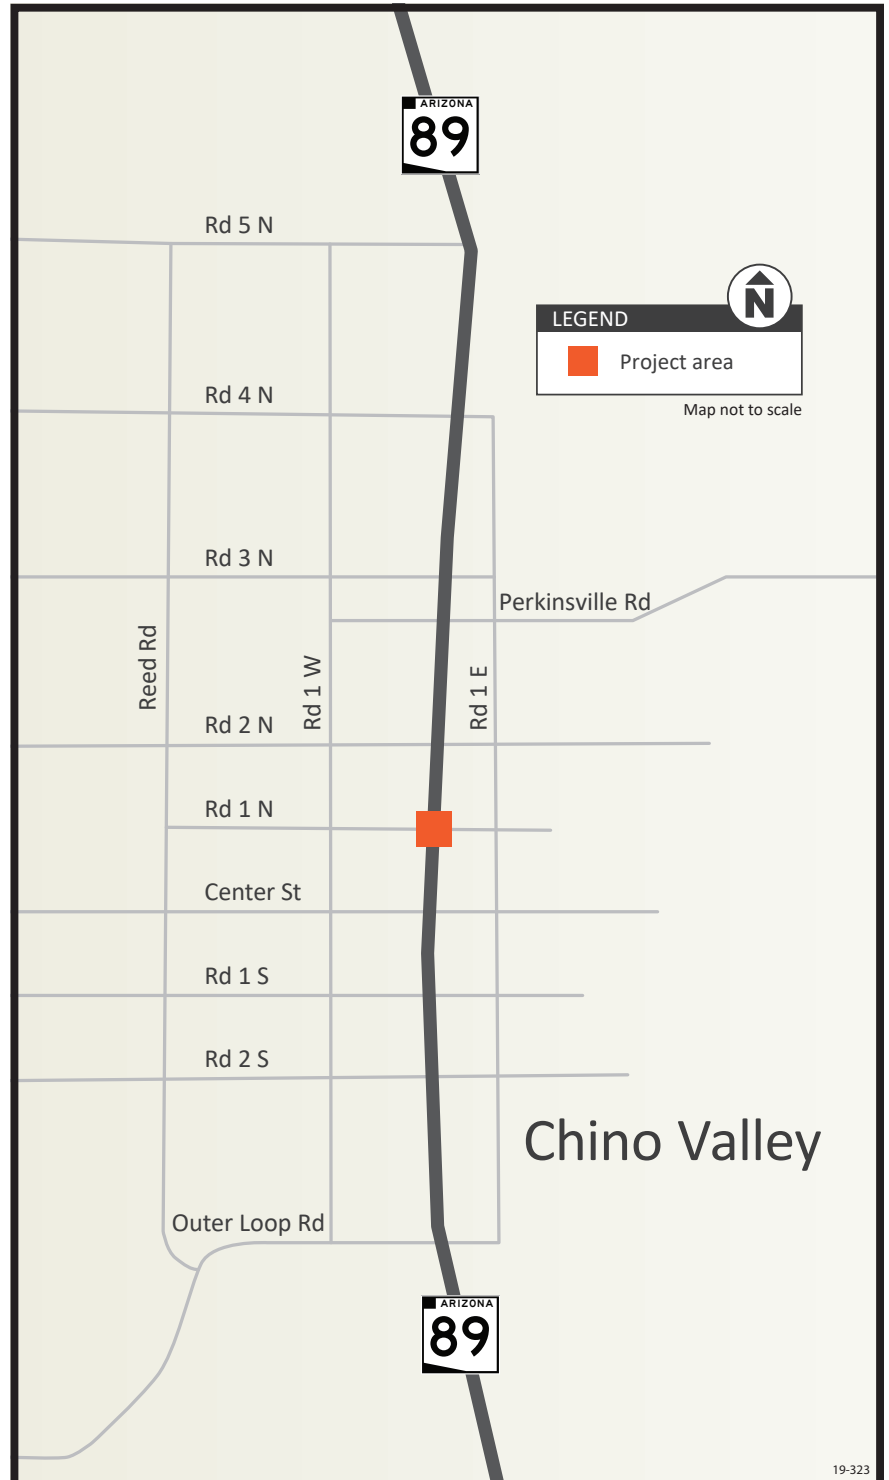 ARIZONA
89
Rd 5 N
N
LEGEND
Project area
Map not to scale
Rd 4 N
Rd 3 N
Perkinsville Rd
Reed Rd
Rd 1 W
Rd 1 E
Rd 2 N
Rd 1 N
Center St
Rd 1 S
Rd 2 S
Chino Valley
Outer Loop Rd
ARIZONA
89
19-323